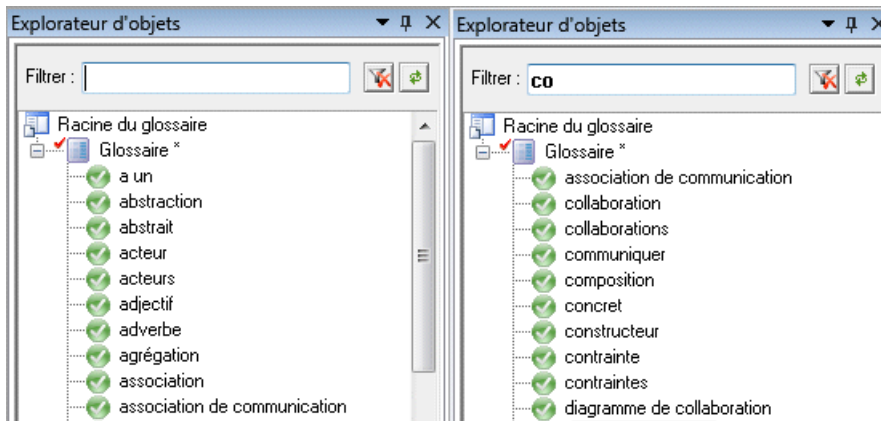 Explorateur d'objets
Filtrer :
Racine du glossaire
Glossaire *
a un
abstraction
abstrait
acteur
acteurs
adjectif
adverbe
agrégation
association
association de communication
Explorateur d'objets
Filtrer : co
Racine du glossaire
Glossaire *
association de communication
collaboration
collaborations
communiquer
composition
concret
constructeur
contrainte
contraintes
diagramme de collaboration